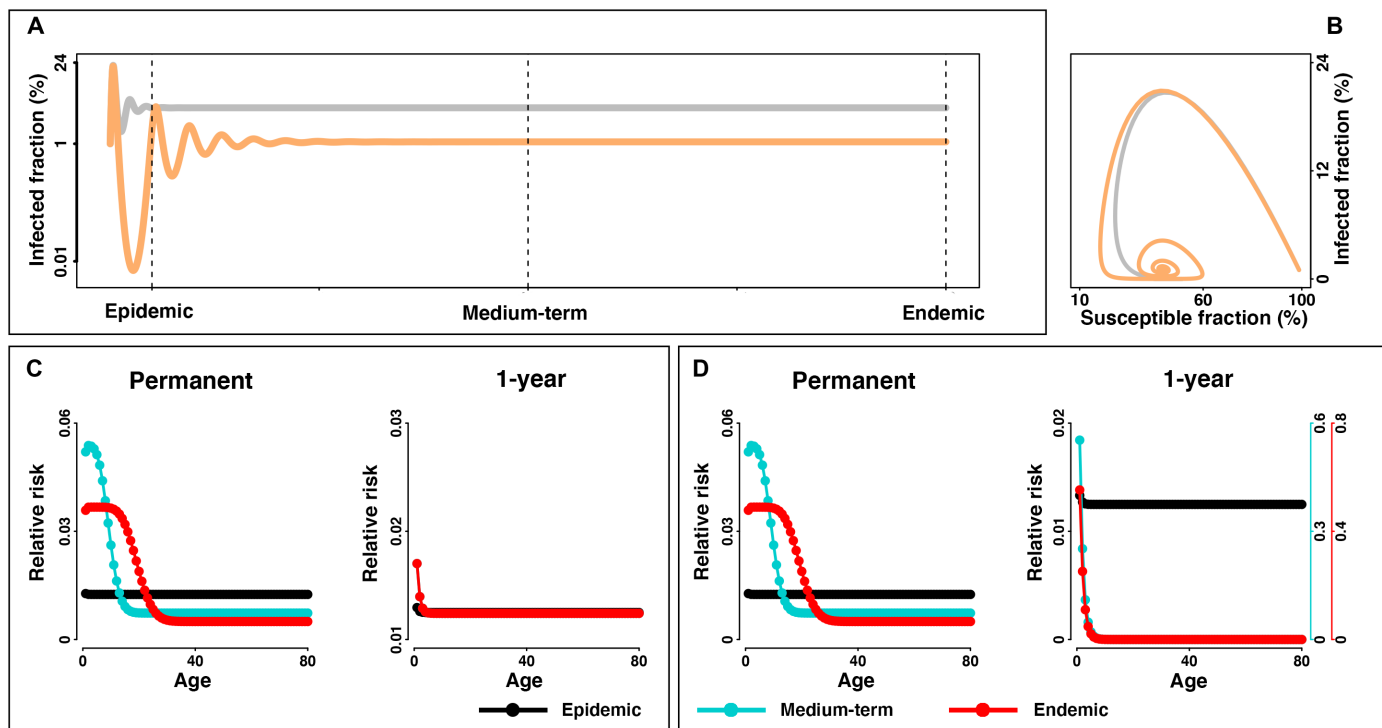 A
Infected fraction (%)
24
1
0.01
Epidemic
Medium-term
Endemic
B
24
12
0
Infected fraction (%)
10
60
100
Susceptible fraction (%)
C
Permanent
1-year
Relative risk
0.06
0.03
0
0
40
80
Age
Relative risk
0.03
0.02
0.01
0
40
80
Age
D
Permanent
1-year
Relative risk
0.06
0.03
0
0
40
80
Age
Relative risk
0.02
0.01
0
0.6
0.3
0
0.8
0.4
0
0
40
80
Age
Epidemic
Medium-term
Endemic